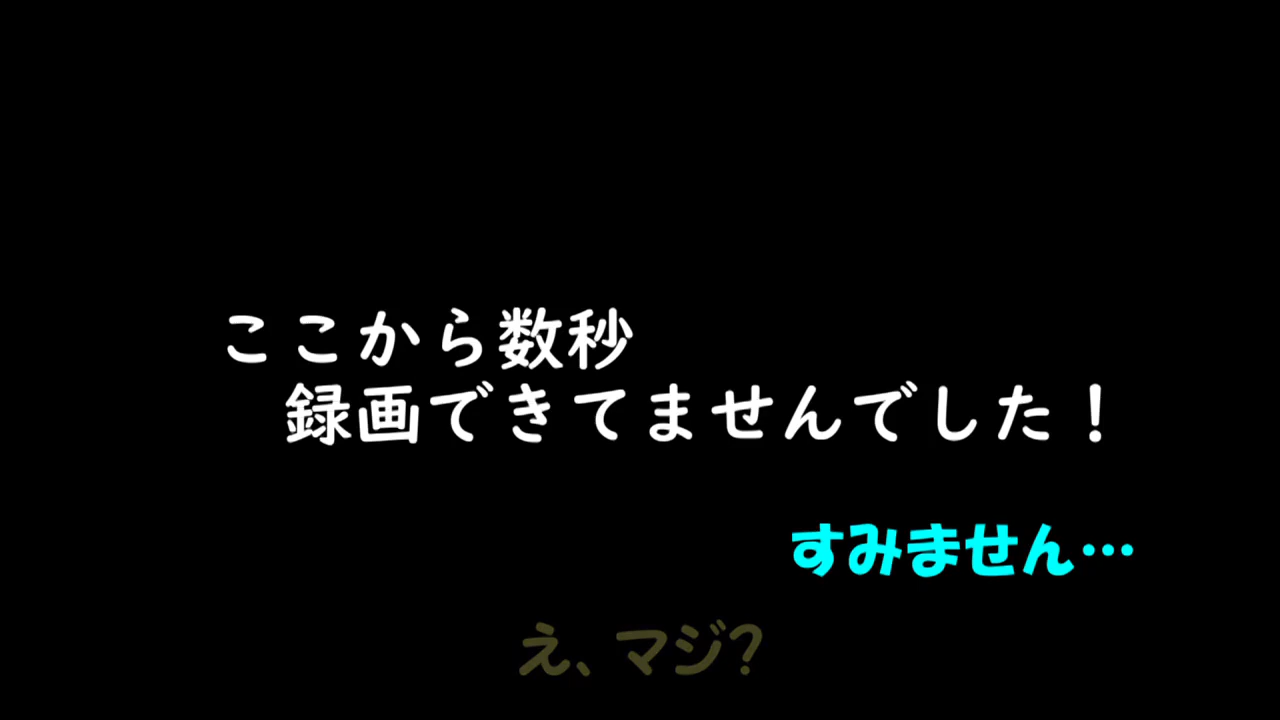 ここから数秒
録画できてませんでした！
すみません…
え、マジ？